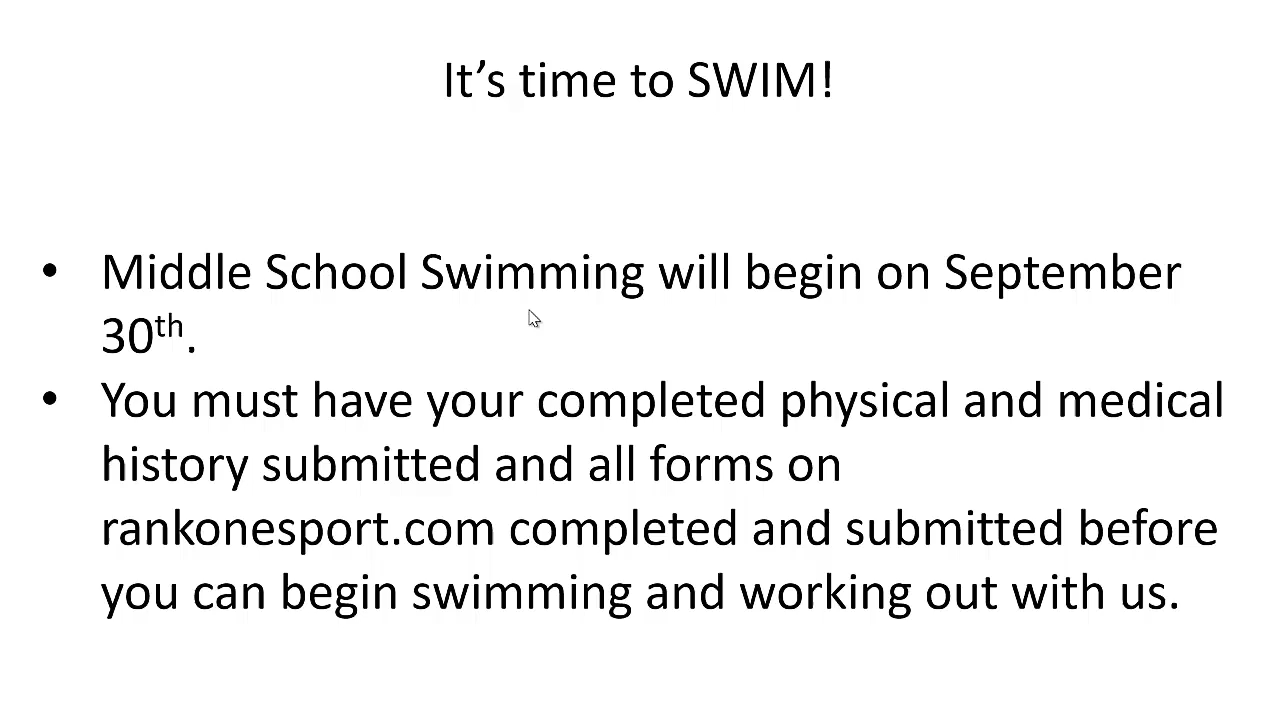 It’s time to SWIM!
• Middle School Swimming will begin on September
30th.
• You must have your completed physical and medical
history submitted and all forms on
rankonesport.com completed and submitted before
you can begin swimming and working out with us.